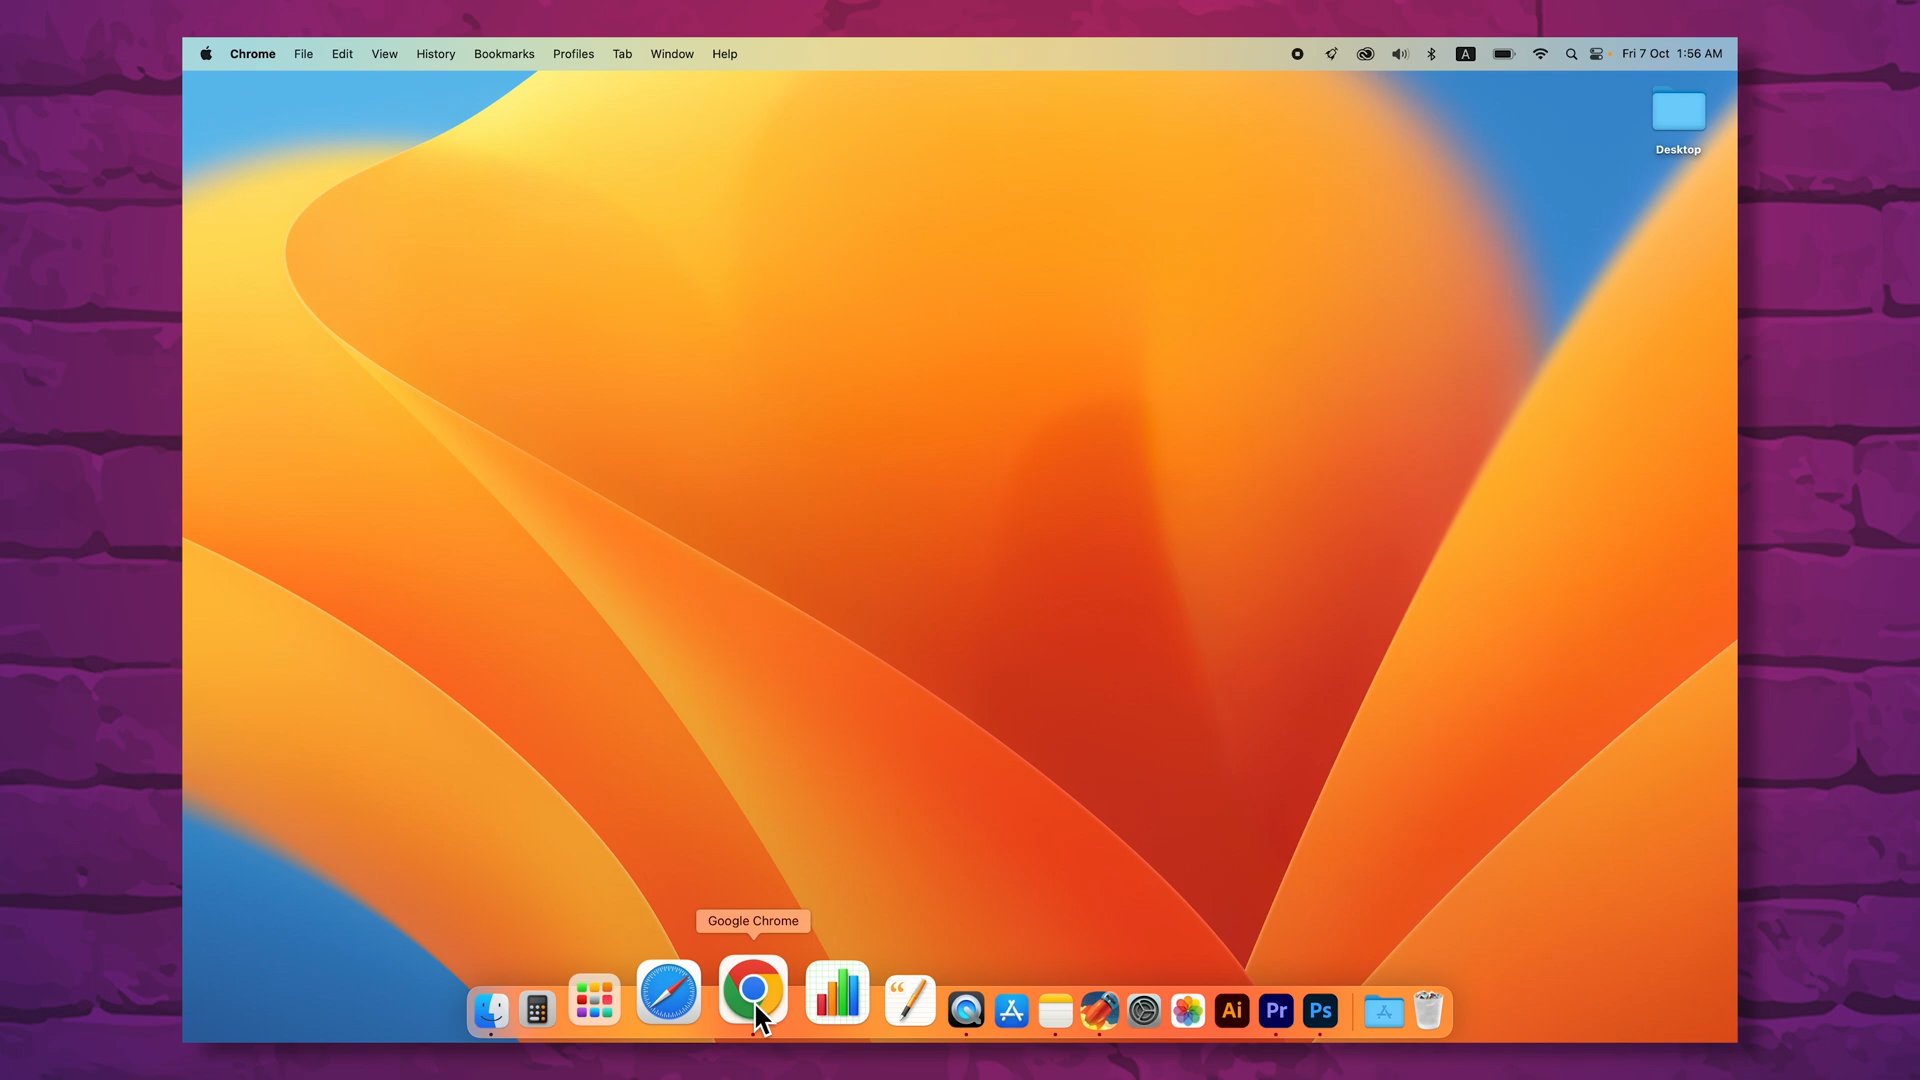 Chrome File Edit View History Bookmarks Profiles Tab Window Help A Fri 7 Oct 1:56 AM
Desktop
Google Chrome
Ai Pr Ps